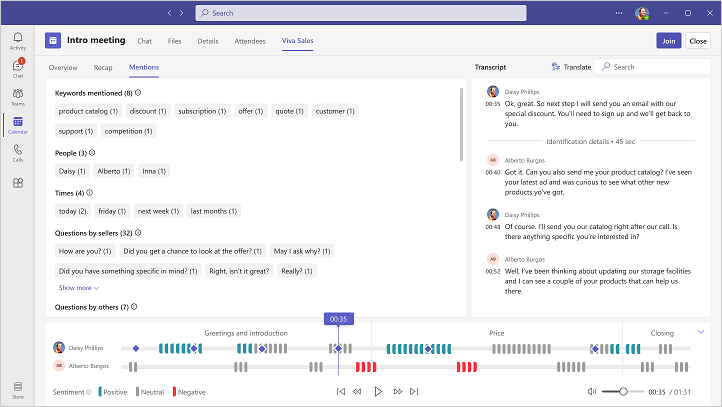 Search
Activity
Chat
Teams
Calendar
Calls
Store
Intro meeting
Chat
Files
Details
Attendees
Viva Sales
Join
Close
Overview
Recap
Mentions
Keywords mentioned (8)
product catalog (1)
discount (1)
subscription (1)
offer (1)
quote (1)
customer (1)
support (1)
competition (1)
People (3)
Daisy (1)
Alberto (1)
Inna (1)
Times (4)
today (2)
friday (1)
next week (1)
last months (1)
Questions by sellers (32)
How are you? (1)
Did you get a chance to look at the offer? (1)
May I ask why? (1)
Did you have something specific in mind? (1)
Right, isn't it great?
Really? (1)
Show more
Questions by others (7)
Transcript
Translate
Search
Daisy Phillips
00:35 Ok, great. So next step I will send you an email with our
special discount. You'll need to sign up and we'll get back to
you.
Identification details • 45 sec
AB
Alberto Burgos
00:40 Got it. Can you also send me your product catalog? I've seen
your latest ad and was curious to see what other new
products yo've got.
Daisy Phillips
00:48 Of course. I'll send you our catalog right after our call. Is
there anything specific you're interested in?
AB
Alberto Burgos
00:52 Well, I've been thinking about updating our storage facilities
and I can see a couple of your products that can help us
there.
00:35
Greetings and introduction
Price
Closing
Daisy Phillips
AB
Alberto Burgos
Sentiment
Positive
Neutral
Negative
00:35 / 01:31